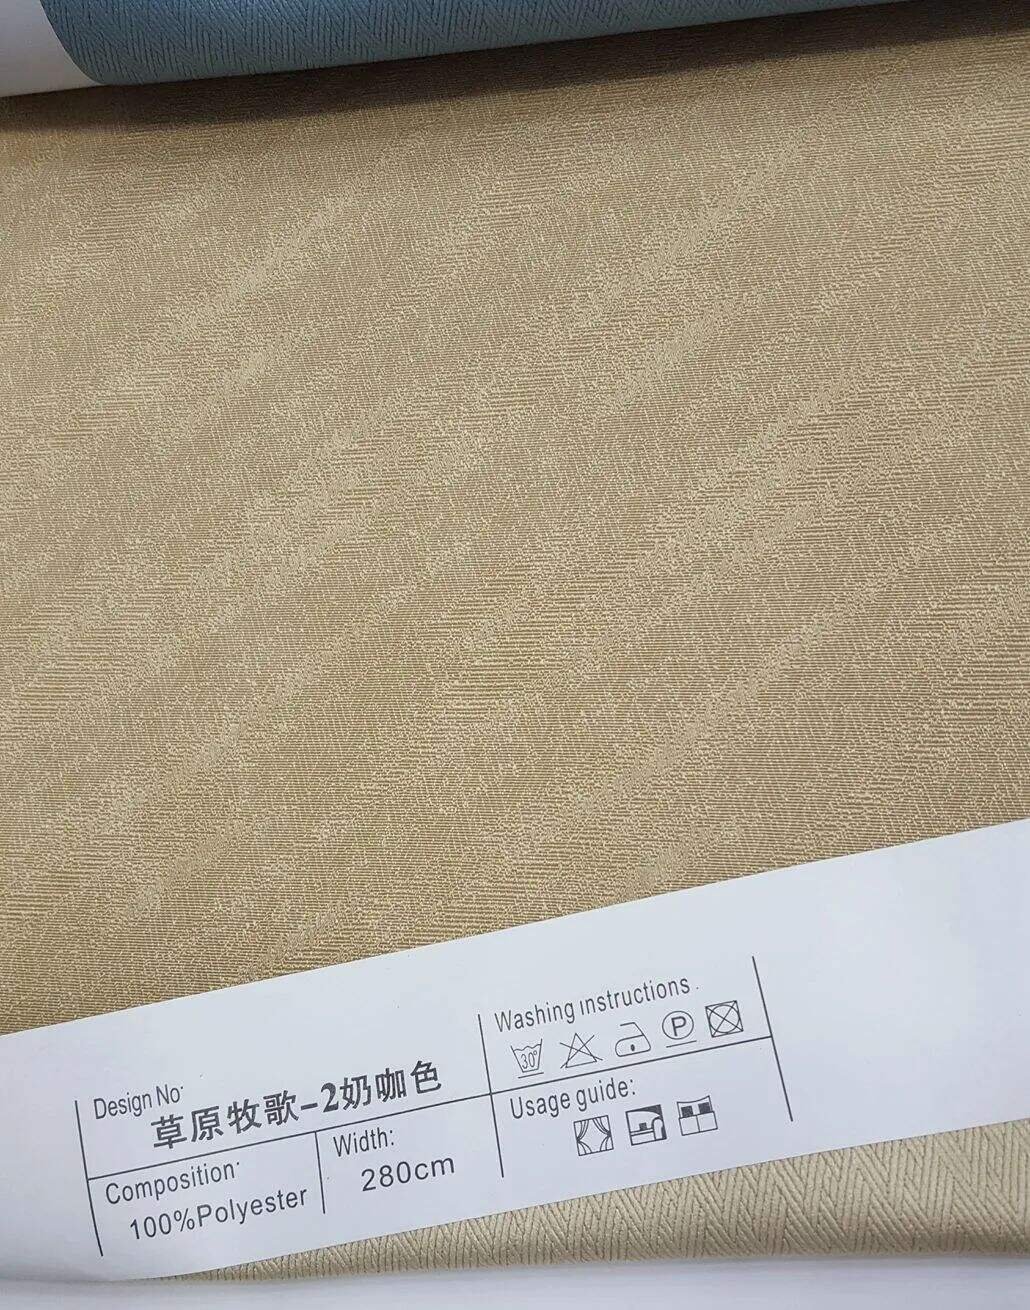 Design No:
草原牧歌-2奶咖色
Composition:
100%Polyester
Width:
280cm
Washing instructions.
30°
P
Usage guide: